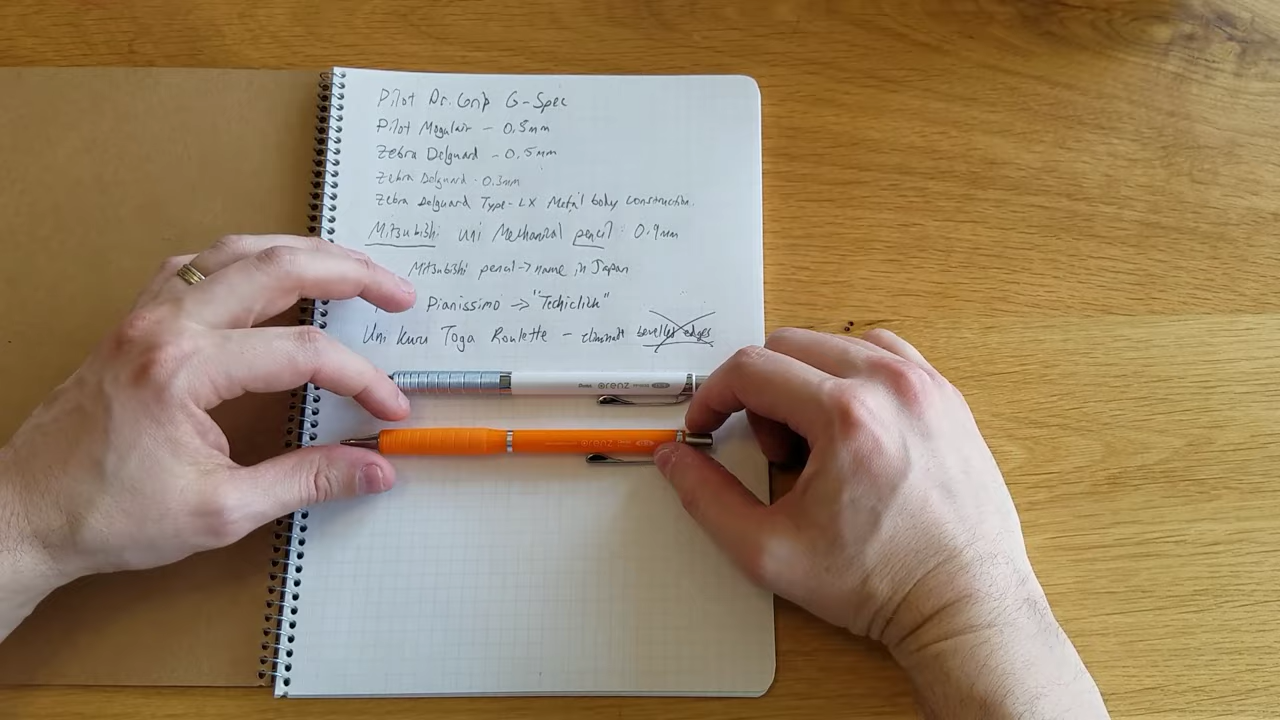 Pilot Dr. Grip G-Spec
Pilot Mogulair - 0.5mm
Zebra Delguard - 0.5mm
Zebra Delguard - 0.3mm
Zebra Delguard Type-LX Metal body construction.
Mitsubishi uni Mechanical pencil: 0.9mm
Mitsubishi pencil -> name in Japan
Pianissimo -> "Techiclick"
Uni Kuru Toga Roulette - eliminate bevelled edges
Pentel orenz
orenz